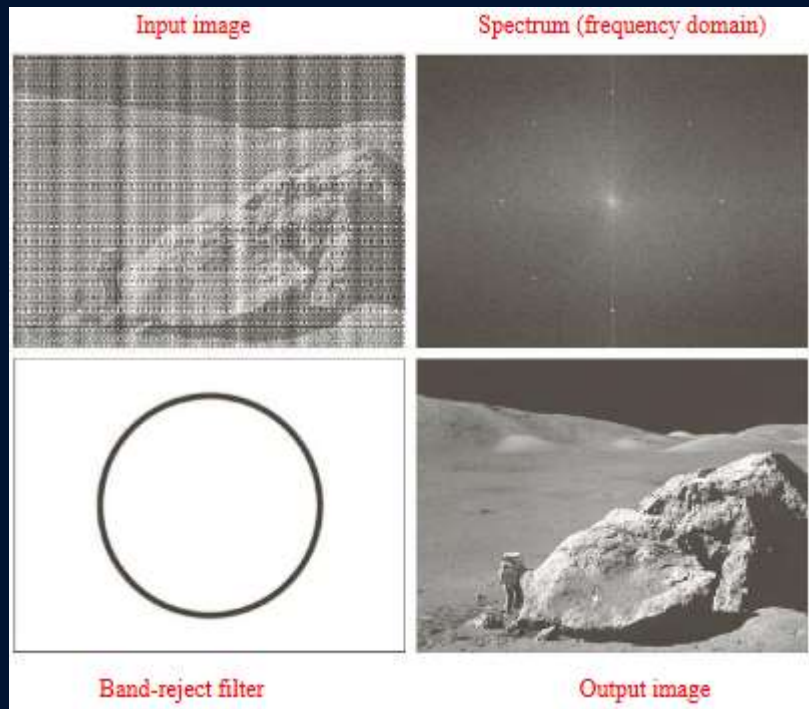 Input image
Spectrum (frequency domain)
Band-reject filter
Output image